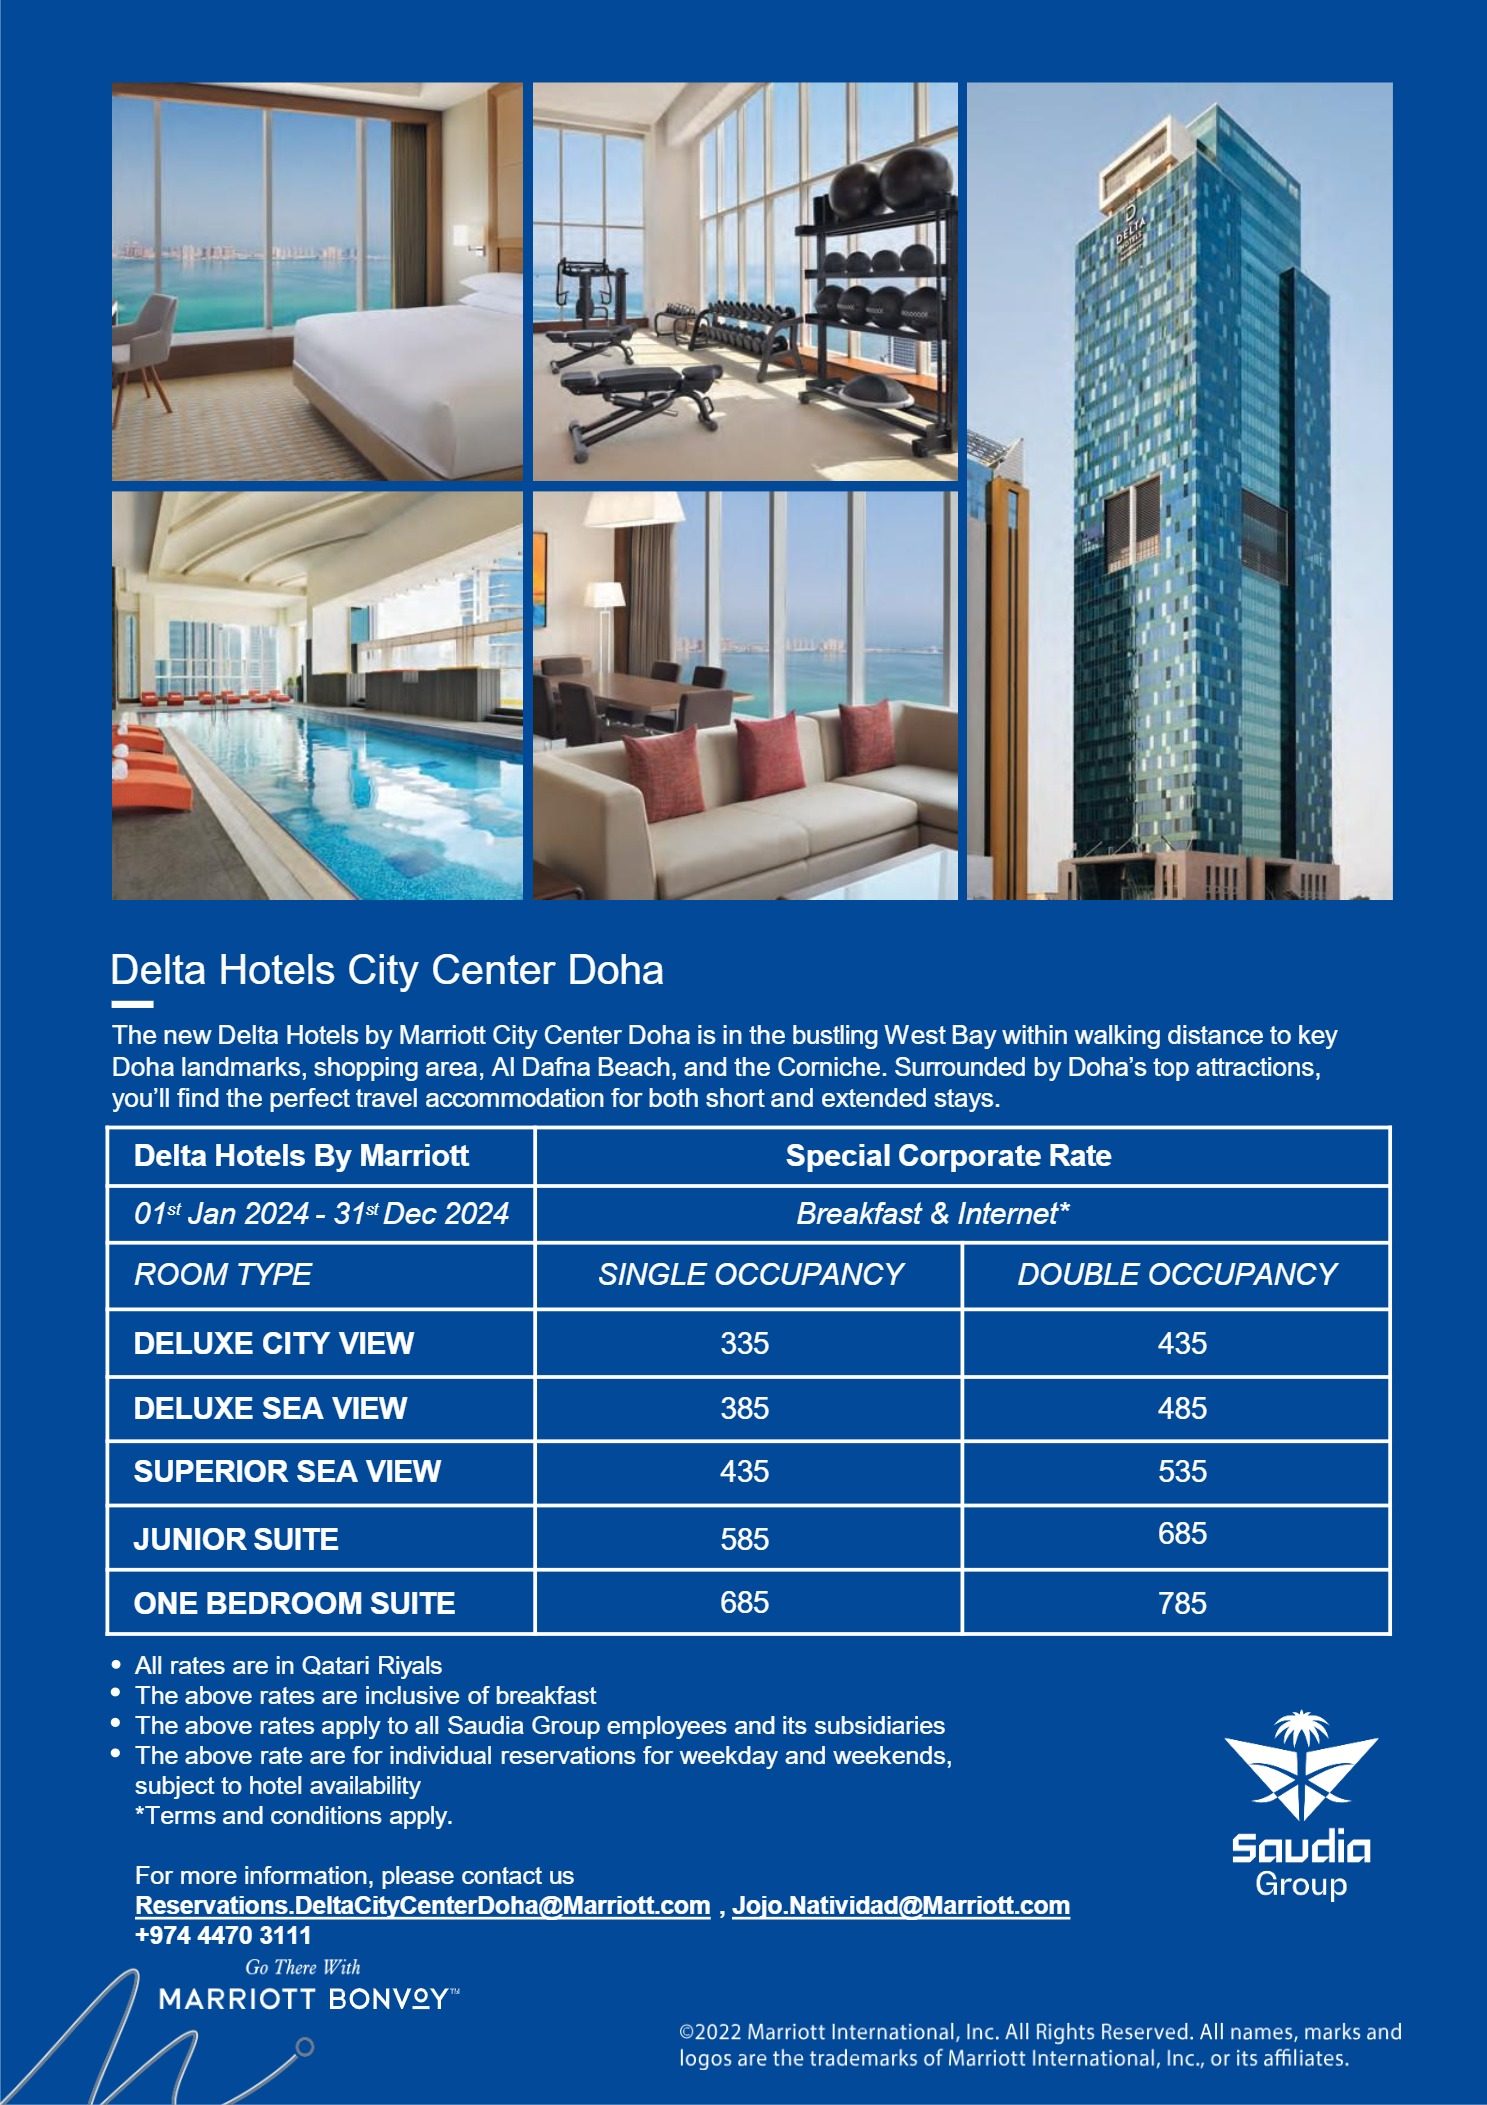 DELTA
HOTELS
Delta Hotels City Center Doha
The new Delta Hotels by Marriott City Center Doha is in the bustling West Bay within walking distance to key
Doha landmarks, shopping area, Al Dafna Beach, and the Corniche. Surrounded by Doha's top attractions,
you'll find the perfect travel accommodation for both short and extended stays.
Delta Hotels By Marriott Special Corporate Rate
01st Jan 2024 - 31st Dec 2024 Breakfast & Internet*
ROOM TYPE SINGLE OCCUPANCY DOUBLE OCCUPANCY
DELUXE CITY VIEW 335 435
DELUXE SEA VIEW 385 485
SUPERIOR SEA VIEW 435 535
JUNIOR SUITE 585 685
ONE BEDROOM SUITE 685 785
• All rates are in Qatari Riyals
• The above rates are inclusive of breakfast
• The above rates apply to all Saudia Group employees and its subsidiaries
• The above rate are for individual reservations for weekday and weekends,
subject to hotel availability
*Terms and conditions apply.
For more information, please contact us
Reservations.DeltaCityCenterDoha@Marriott.com , Jojo.Natividad@Marriott.com
+974 4470 3111
saudia
Group
Go There With
MARRIOTT BONVOY™
©2022 Marriott International, Inc. All Rights Reserved. All names, marks and
logos are the trademarks of Marriott International, Inc., or its affiliates.